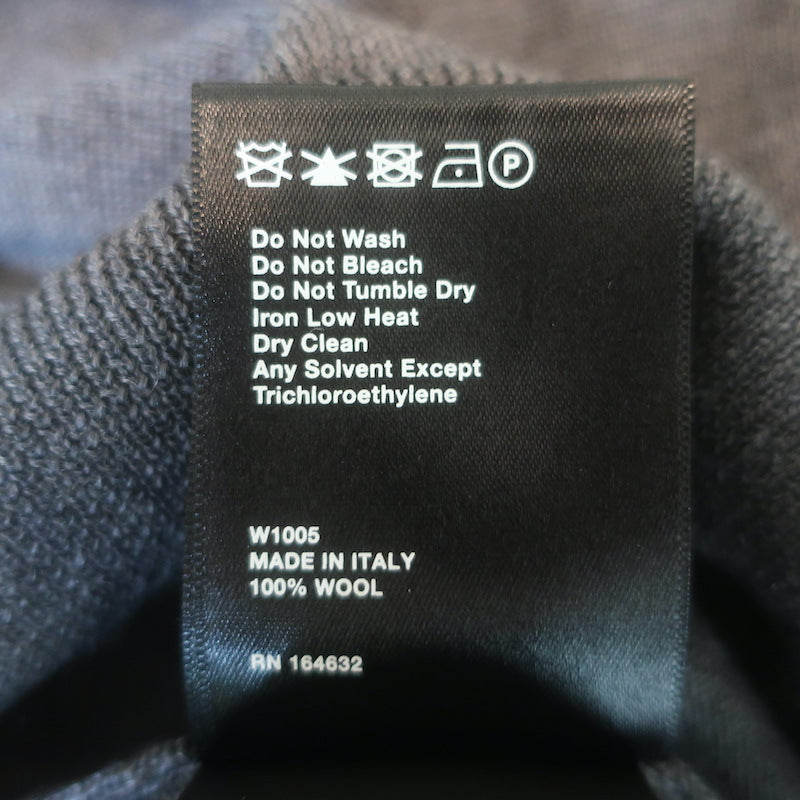 P
Do Not Wash
Do Not Bleach
Do Not Tumble Dry
Iron Low Heat
Dry Clean
Any Solvent Except
Trichloroethylene
W1005
MADE IN ITALY
100% WOOL
RN 164632